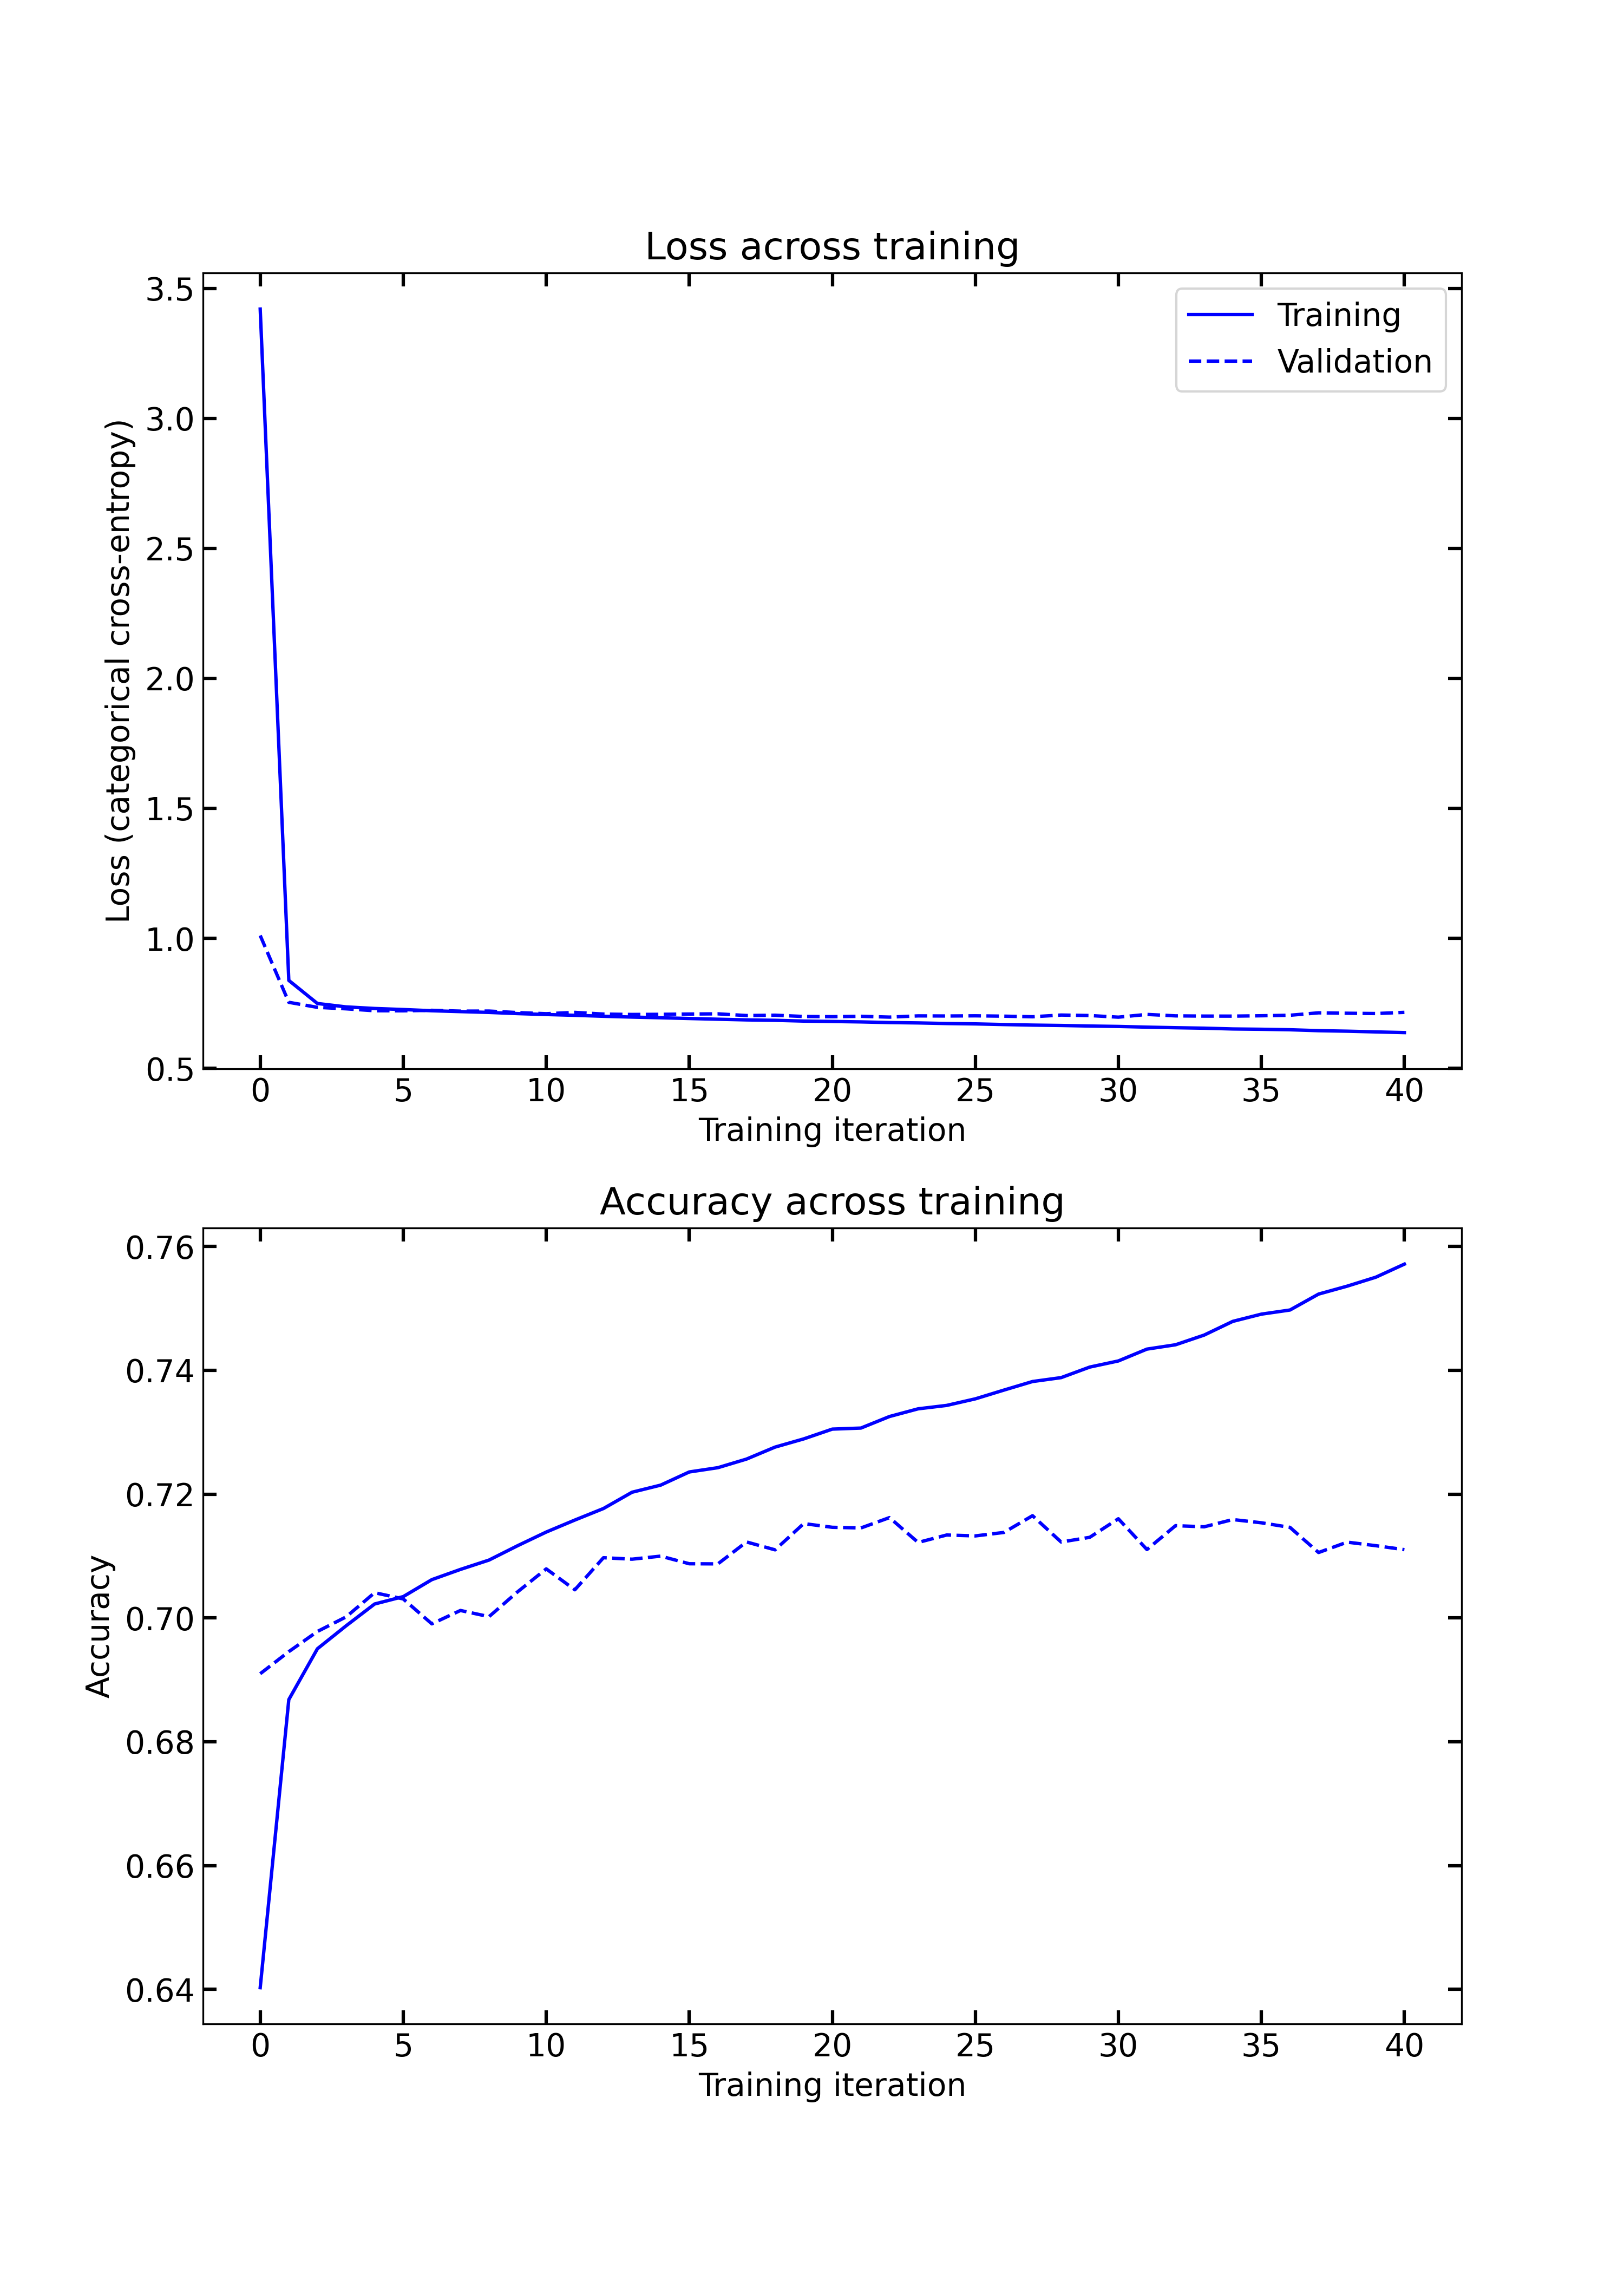 Loss across training
3.5
3.0
2.5
2.0
1.5
1.0
0.5
Loss (categorical cross-entropy)
Training
Validation
0 5 10 15 20 25 30 35 40
Training iteration
Accuracy across training
0.76
0.74
0.72
0.70
0.68
0.66
0.64
Accuracy
0 5 10 15 20 25 30 35 40
Training iteration